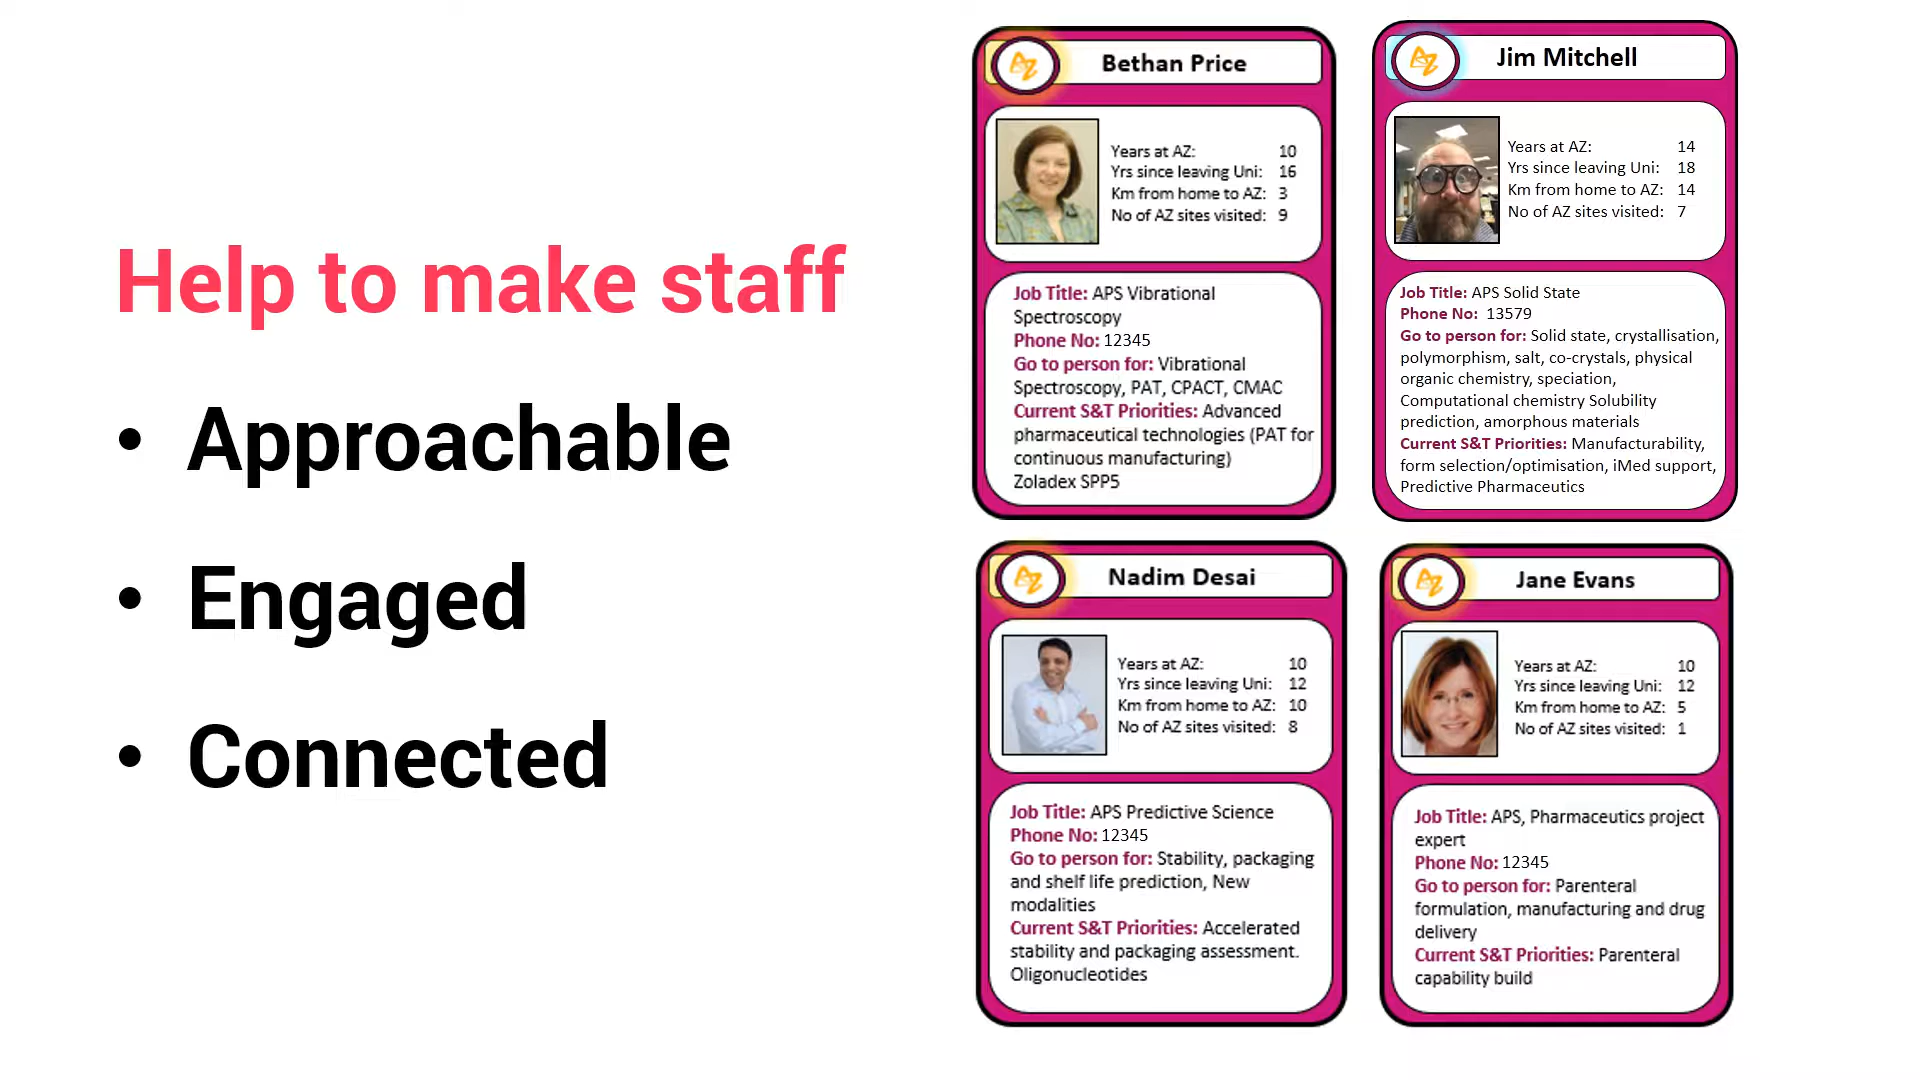 Help to make staff
• Approachable
• Engaged
• Connected
AZ
Bethan Price
Years at AZ: 10
Yrs since leaving Uni: 16
Km from home to AZ: 3
No of AZ sites visited: 9
Job Title: APS Vibrational
Spectroscopy
Phone No: 12345
Go to person for: Vibrational
Spectroscopy, PAT, CPACT, CMAC
Current S&T Priorities: Advanced
pharmaceutical technologies (PAT for
continuous manufacturing)
Zoladex SPP5
AZ
Jim Mitchell
Years at AZ: 14
Yrs since leaving Uni: 18
Km from home to AZ: 14
No of AZ sites visited: 7
Job Title: APS Solid State
Phone No: 13579
Go to person for: Solid state, crystallisation,
polymorphism, salt, co-crystals, physical
organic chemistry, speciation,
Computational chemistry Solubility
prediction, amorphous materials
Current S&T Priorities: Manufacturability,
form selection/optimisation, iMed support,
Predictive Pharmaceutics
AZ
Nadim Desai
Years at AZ: 10
Yrs since leaving Uni: 12
Km from home to AZ: 10
No of AZ sites visited: 8
Job Title: APS Predictive Science
Phone No: 12345
Go to person for: Stability, packaging
and shelf life prediction, New
modalities
Current S&T Priorities: Accelerated
stability and packaging assessment.
Oligonucleotides
AZ
Jane Evans
Years at AZ: 10
Yrs since leaving Uni: 12
Km from home to AZ: 5
No of AZ sites visited: 1
Job Title: APS, Pharmaceutics project
expert
Phone No: 12345
Go to person for: Parenteral
formulation, manufacturing and drug
delivery
Current S&T Priorities: Parenteral
capability build